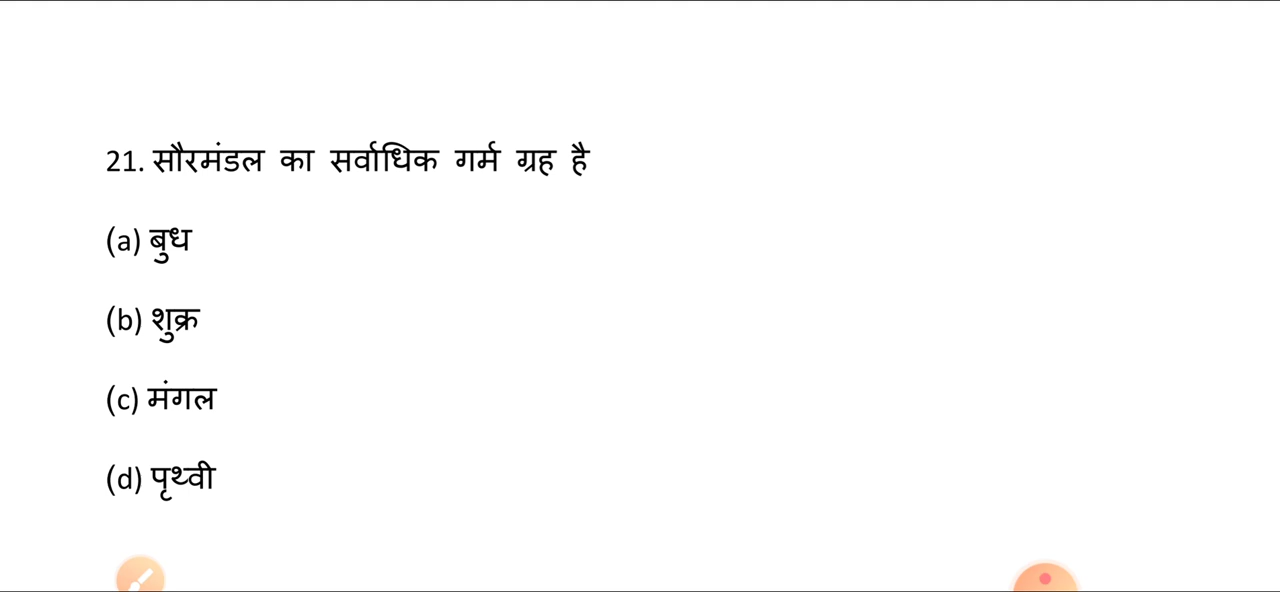 21. सौरमंडल का सर्वाधिक गर्म ग्रह है
(a) बुध
(b) शुक्र
(c) मंगल
(d) पृथ्वी